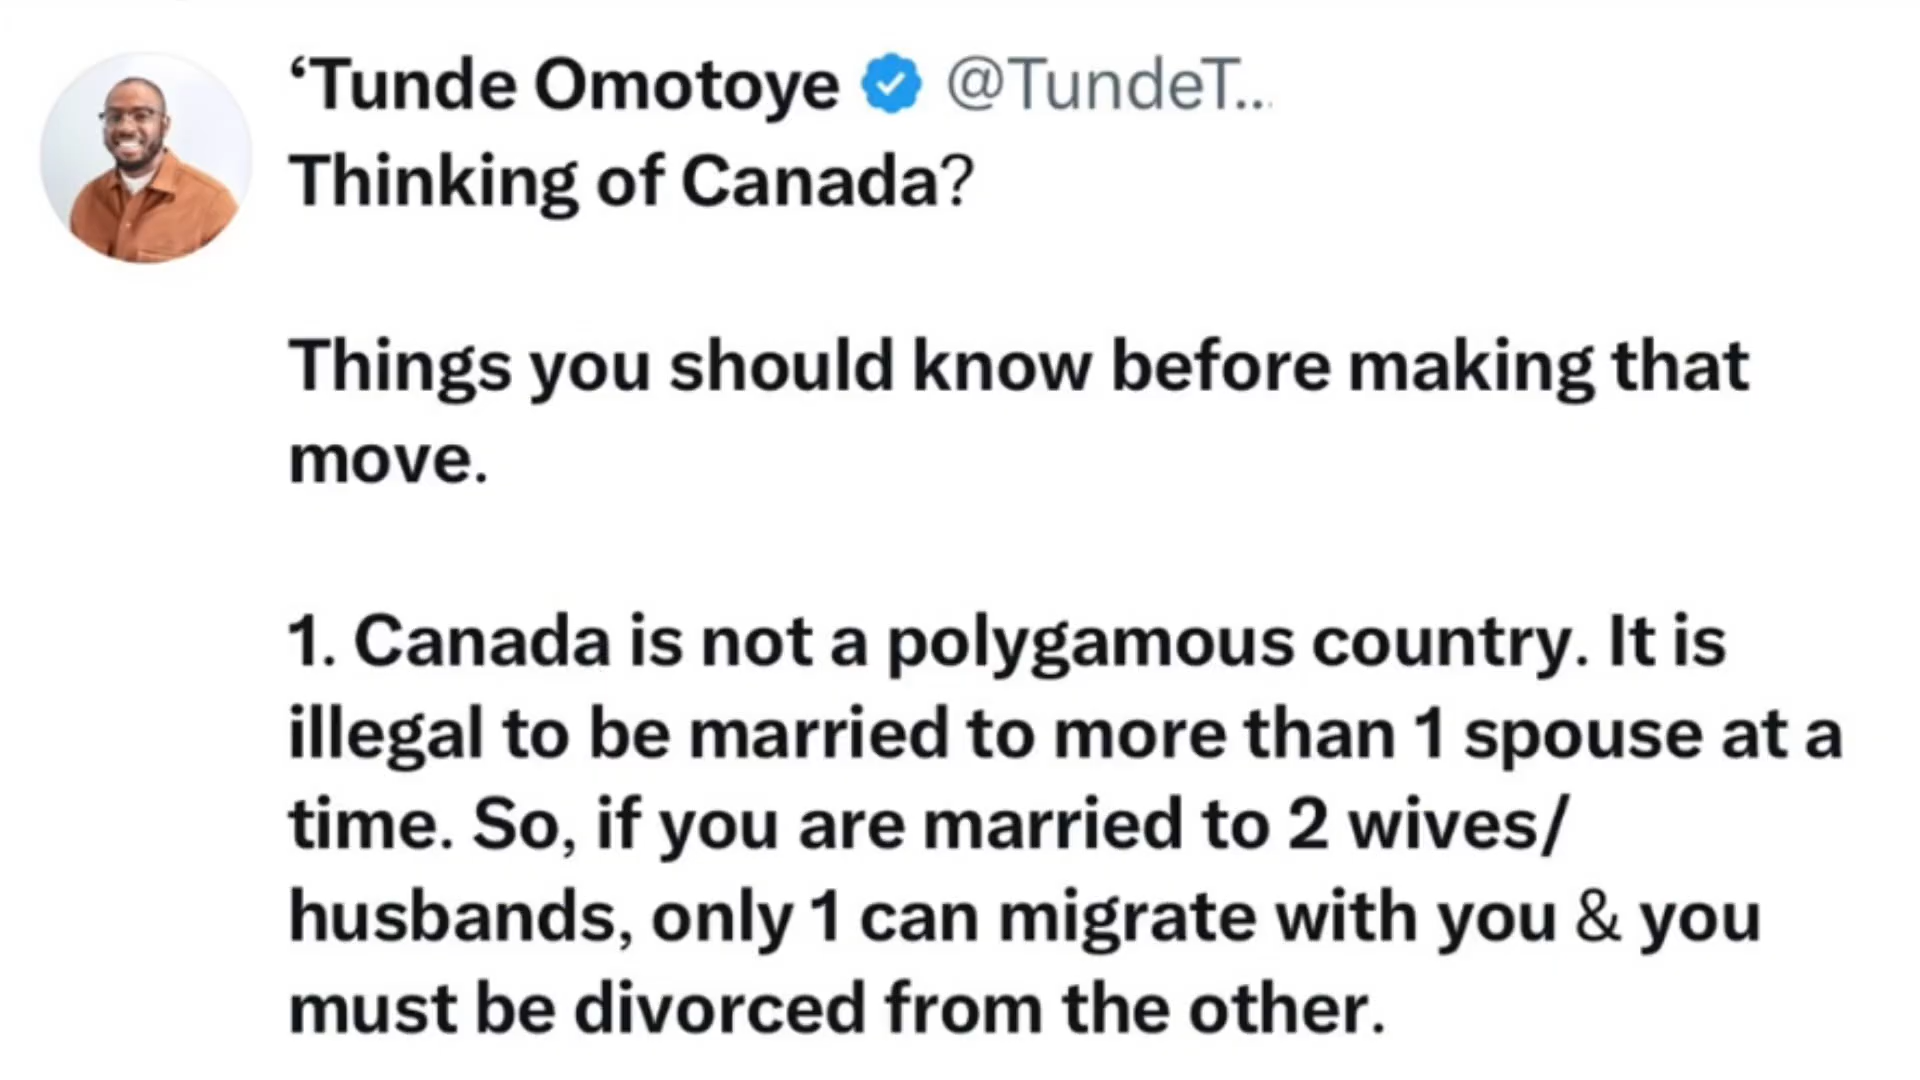 ‘Tunde Omotoye @TundeT...
Thinking of Canada?
Things you should know before making that
move.
1. Canada is not a polygamous country. It is
illegal to be married to more than 1 spouse at a
time. So, if you are married to 2 wives/
husbands, only 1 can migrate with you & you
must be divorced from the other.